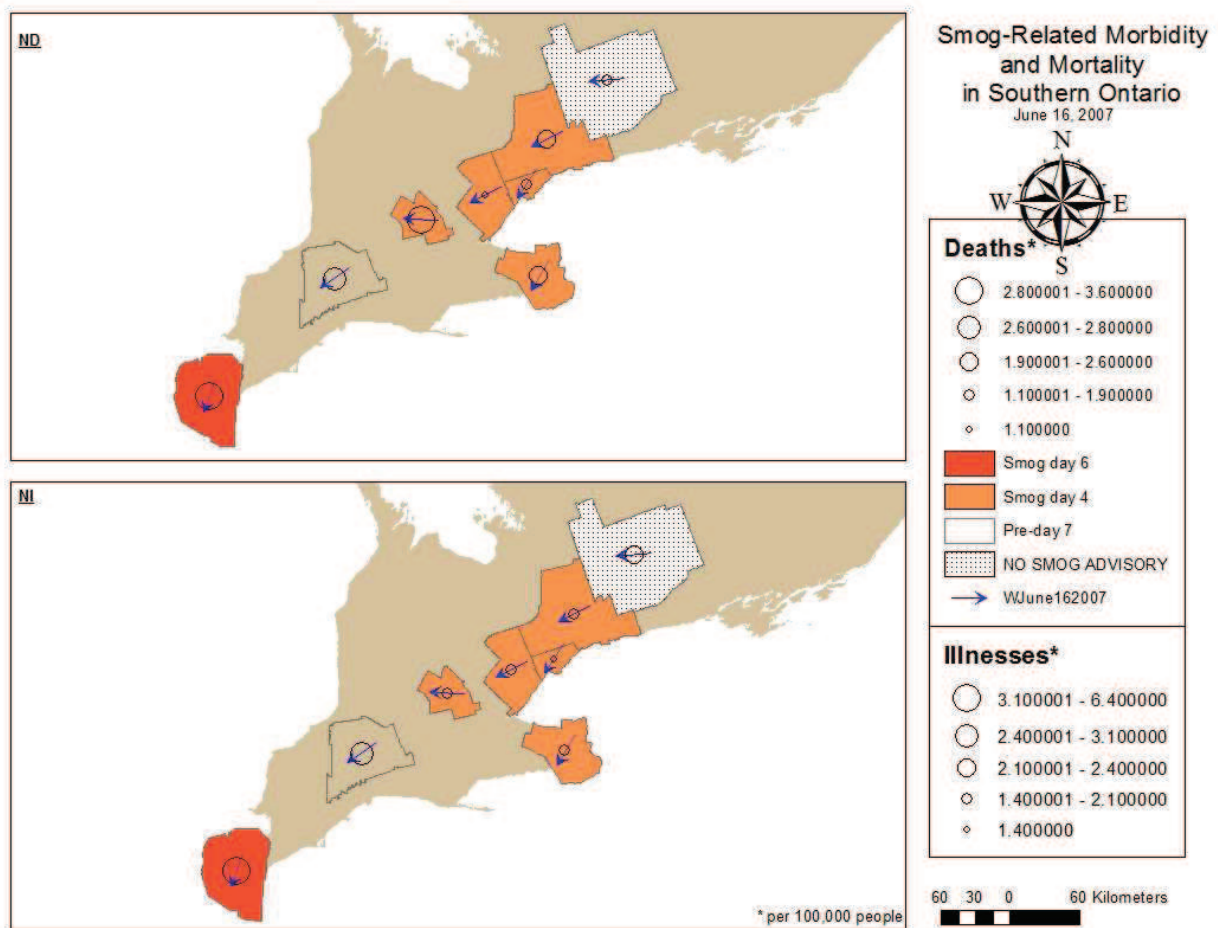 ND
NI
* per 100,000 people
Smog-Related Morbidity
and Mortality
in Southern Ontario
June 16, 2007
N
W
E
S
Deaths*
2.800001 - 3.600000
2.600001 - 2.800000
1.900001 - 2.600000
1.100001 - 1.900000
1.100000
Smog day 6
Smog day 4
Pre-day 7
NO SMOG ADVISORY
WJune162007
Illnesses*
3.100001 - 6.400000
2.400001 - 3.100000
2.100001 - 2.400000
1.400001 - 2.100000
1.400000
60 30 0 60 Kilometers